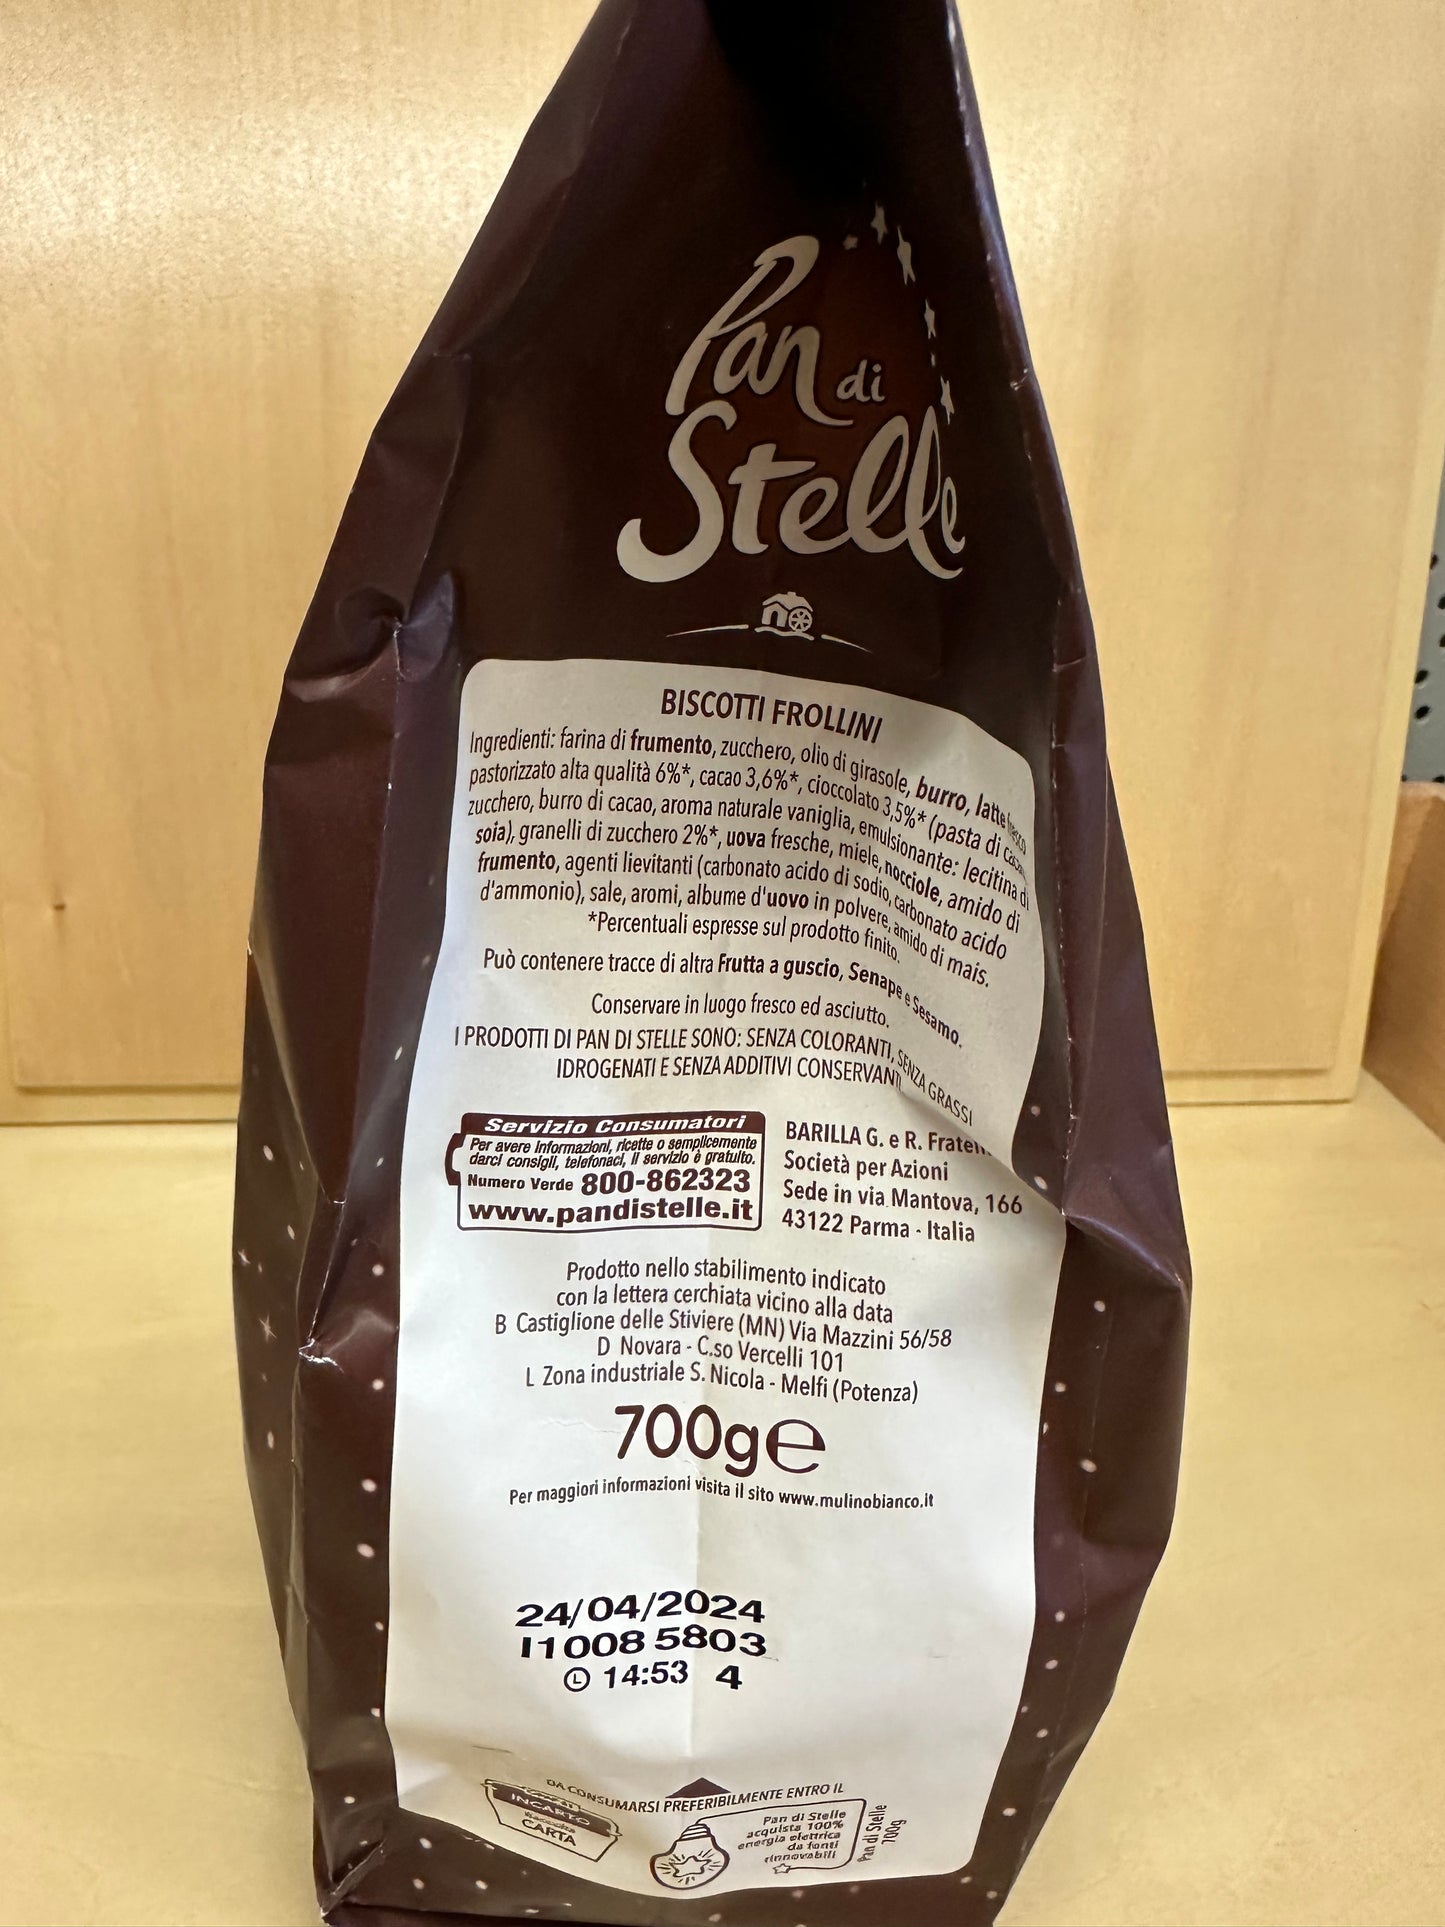 Pan di
Stelle
BISCOTTI FROLLINI
Ingredienti: farina di frumento, zucchero, olio di girasole, burro, latte fresco
pastorizzato alta qualità 6%*, cacao 3,6%*, cioccolato 3,5%* (pasta di cacao,
zucchero, burro di cacao, aroma naturale vaniglia, emulsionante: lecitina di
soia), granelli di zucchero 2%*, uova fresche, miele, nocciole, amido di
frumento, agenti lievitanti (carbonato acido di sodio, carbonato acido
d'ammonio), sale, aromi, albume d'uovo in polvere, amido di mais.
*Percentuali espresse sul prodotto finito.
Può contenere tracce di altra Frutta a guscio, Senape e Sesamo.
Conservare in luogo fresco ed asciutto.
I PRODOTTI DI PAN DI STELLE SONO: SENZA COLORANTI, SENZA GRASSI
IDROGENATI E SENZA ADDITIVI CONSERVANTI
Servizio Consumatori
Per avere informazioni, ricette o semplicemente
darci consigli, telefonaci, il servizio è gratuito.
Numero Verde 800-862323
www.pandistelle.it
BARILLA G. e R. Fratelli
Società per Azioni
Sede in via Mantova, 166
43122 Parma - Italia
Prodotto nello stabilimento indicato
con la lettera cerchiata vicino alla data
B Castiglione delle Stiviere (MN) Via Mazzini 56/58
D Novara - C.so Vercelli 101
L Zona industriale S. Nicola - Melfi (Potenza)
700g e
Per maggiori informazioni visita il sito www.mulinobianco.it
24/04/2024
I1008 5803
L 14:53 4
DA CONSUMARSI PREFERIBILMENTE ENTRO IL
INCARTO
Raccolta
CARTA
Pan di Stelle
acquista 100%
energia elettrica
da fonti
rinnovabili
Pan di Stelle
700g